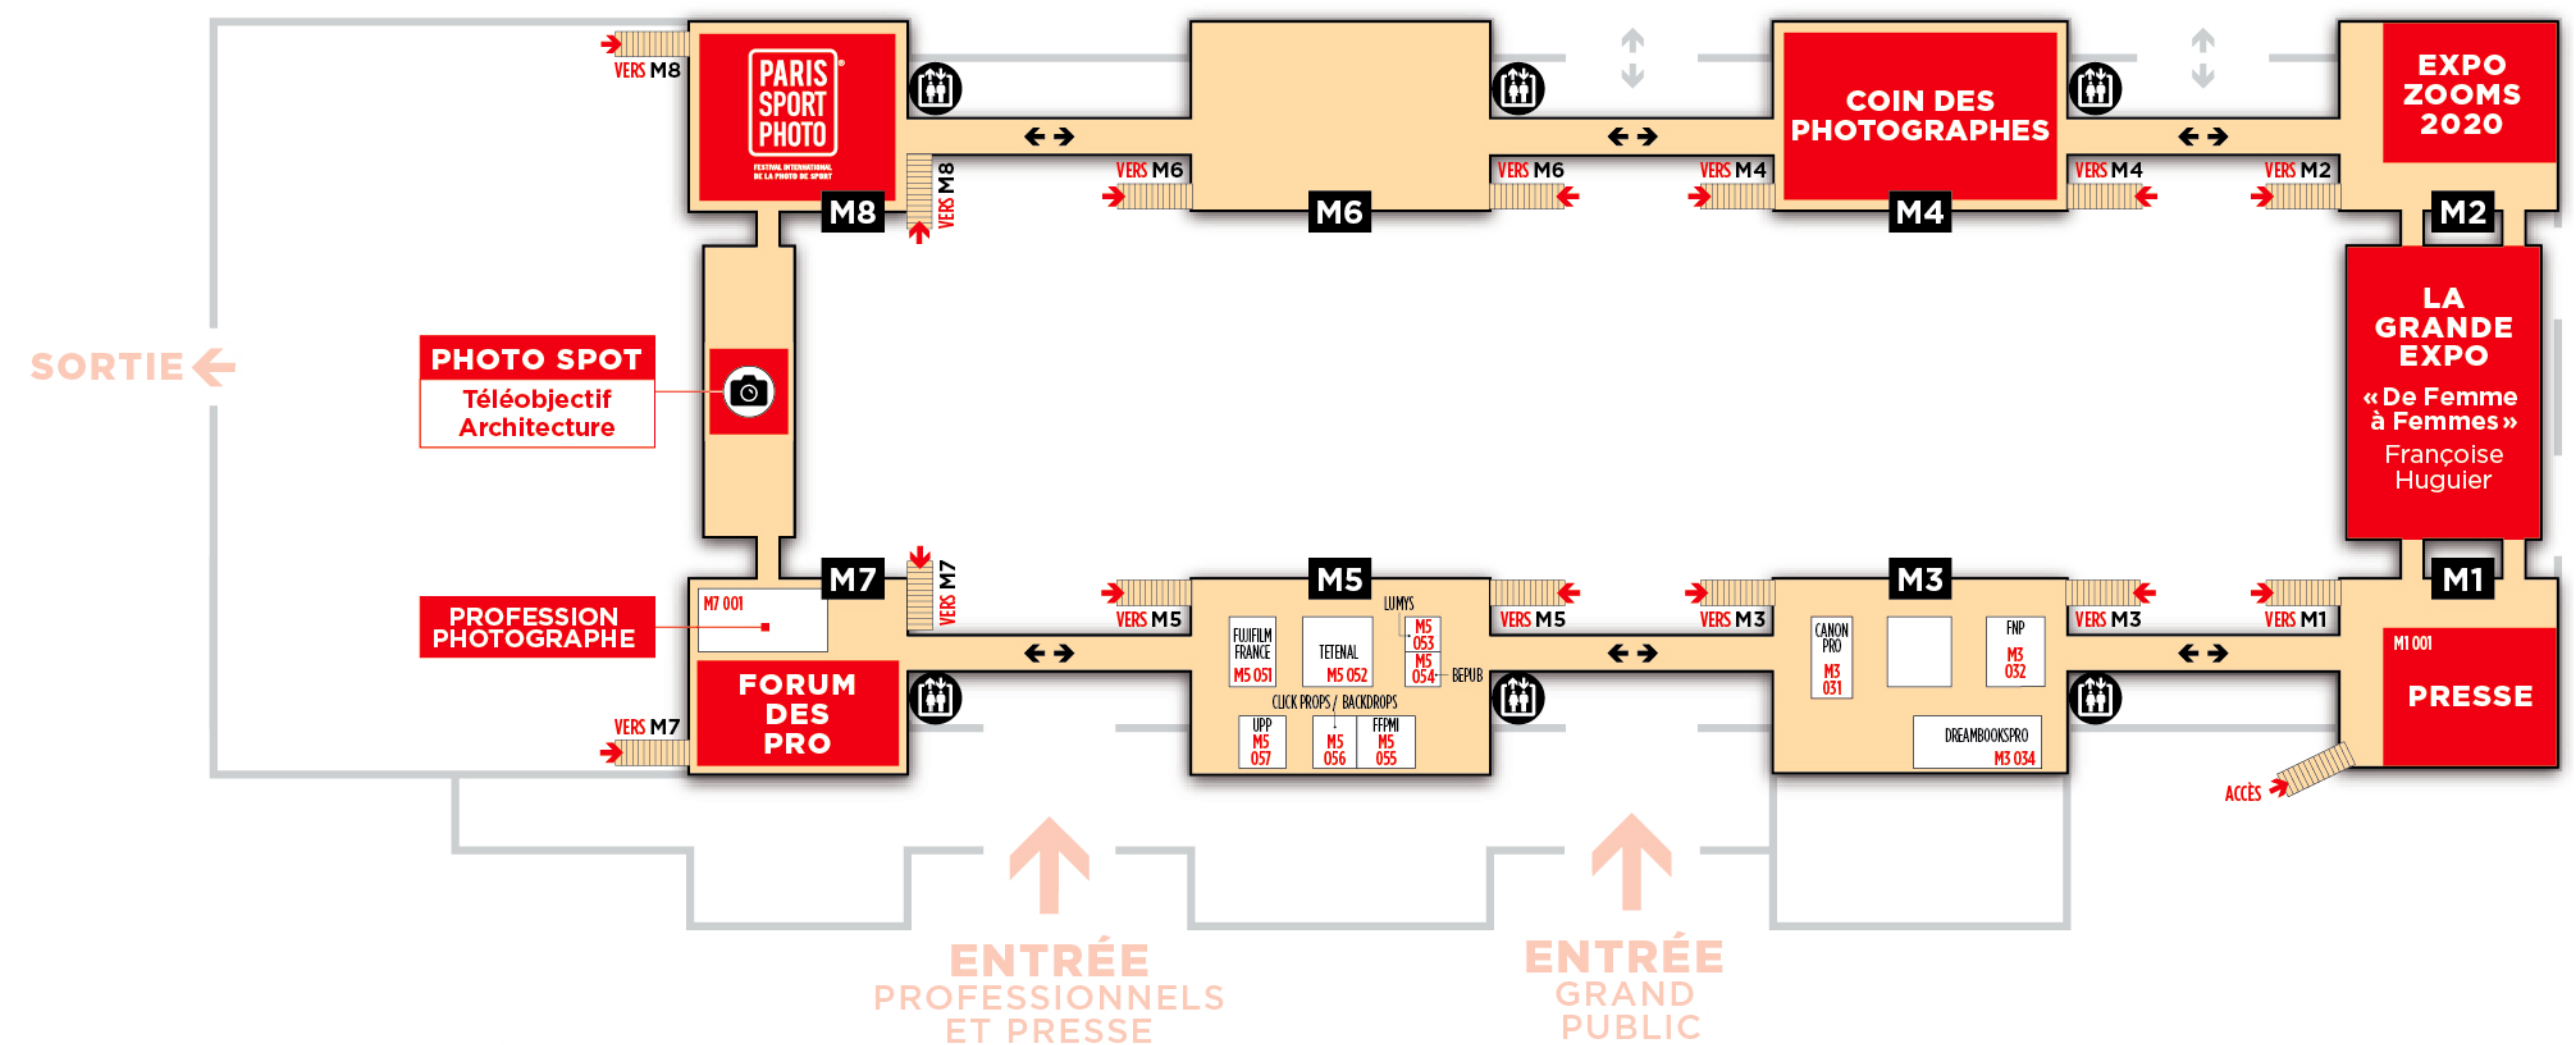 PARIS
SPORT
PHOTO
®
FESTIVAL INTERNATIONAL
DE LA PHOTO DE SPORT
VERS M8
M8
VERS M8
VERS M6
M6
VERS M6
VERS M4
COIN DES
PHOTOGRAPHES
M4
VERS M4
VERS M2
EXPO
ZOOMS
2020
M2
SORTIE
PHOTO SPOT
Téléobjectif
Architecture
LA
GRANDE
EXPO
« De Femme
à Femmes »
Françoise
Huguier
PROFESSION
PHOTOGRAPHE
M7 001
M7
VERS M7
FORUM
DES
PRO
VERS M7
VERS M5
M5
LUMYS
FUJIFILM
FRANCE
M5 051
TETENAL
M5 052
M5
053
M5
054
BEPUB
CLICK PROPS / BACKDROPS
UPP
M5
057
M5
056
FFPMI
M5
055
VERS M5
VERS M3
M3
CANON
PRO
M3
031
FNP
M3
032
DREAMBOOKSPRO
M3 034
VERS M3
VERS M1
M1
M1 001
PRESSE
ACCÈS
ENTRÉE
PROFESSIONNELS
ET PRESSE
ENTRÉE
GRAND
PUBLIC